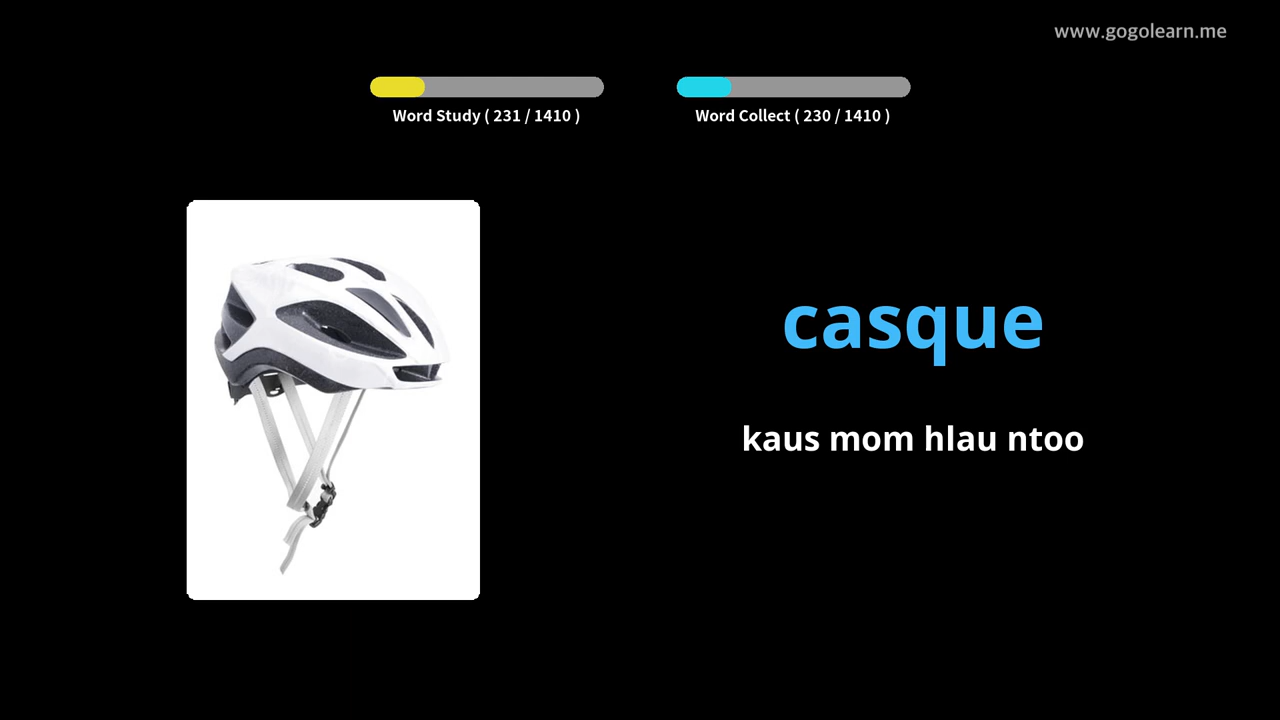 www.gogolearn.me
Word Study ( 231 / 1410 )
Word Collect ( 230 / 1410 )
casque
kaus mom hlau ntoo